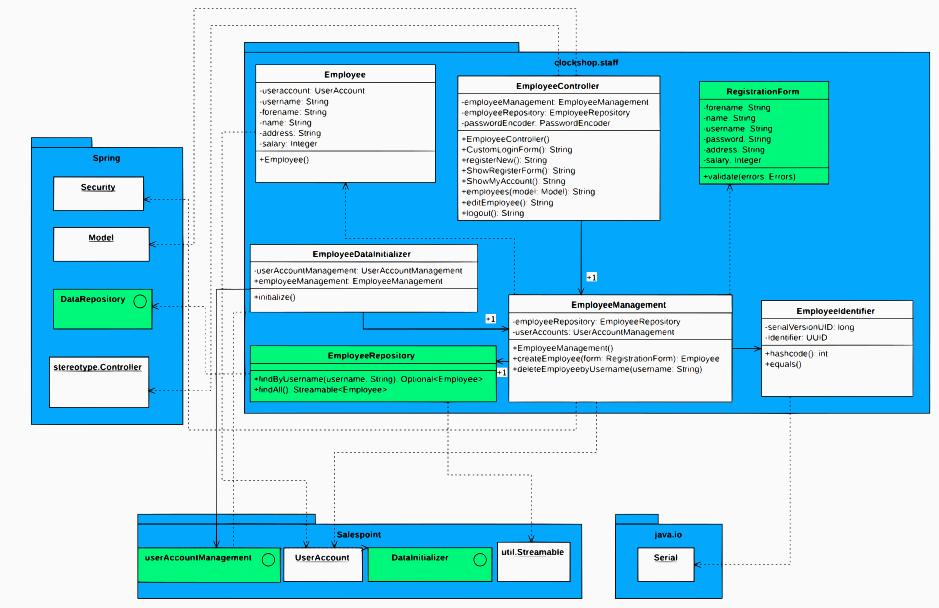 clockshop.staff
Employee
-useraccount: UserAccount
-username: String
-forename: String
-name: String
-address: String
-salary: Integer
+Employee()
EmployeeController
-employeeManagement: EmployeeManagement
-employeeRepository: EmployeeRepository
-passwordEncoder: PasswordEncoder
+EmployeeController()
+CustomLoginForm(): String
+registerNew(): String
+ShowRegisterForm(): String
+ShowMyAccount(): String
+employees(model: Model): String
+editEmployee(): String
+logout(): String
RegistrationForm
-forename: String
-name: String
-username: String
-password: String
-address: String
-salary: Integer
+validate(errors: Errors)
Spring
Security
Model
DataRepository
stereotype.Controller
EmployeeDataInitializer
-userAccountManagement: UserAccountManagement
+employeeManagement: EmployeeManagement
+initialize()
+1
+1
EmployeeManagement
-employeeRepository: EmployeeRepository
-userAccounts: UserAccountManagement
+EmployeeManagement()
+createEmployee(form: RegistrationForm): Employee
+deleteEmployeebyUsername(username: String)
EmployeeIdentifier
-serialVersionUID: long
-Identifier: UUID
+hashcode(): int
+equals()
EmployeeRepository
+findByUsername(username: String): Optional<Employee>
+findAll(): Streamable<Employee>
+1
Salespoint
userAccountManagement
UserAccount
DataInitializer
util.Streamable
java.io
Serial